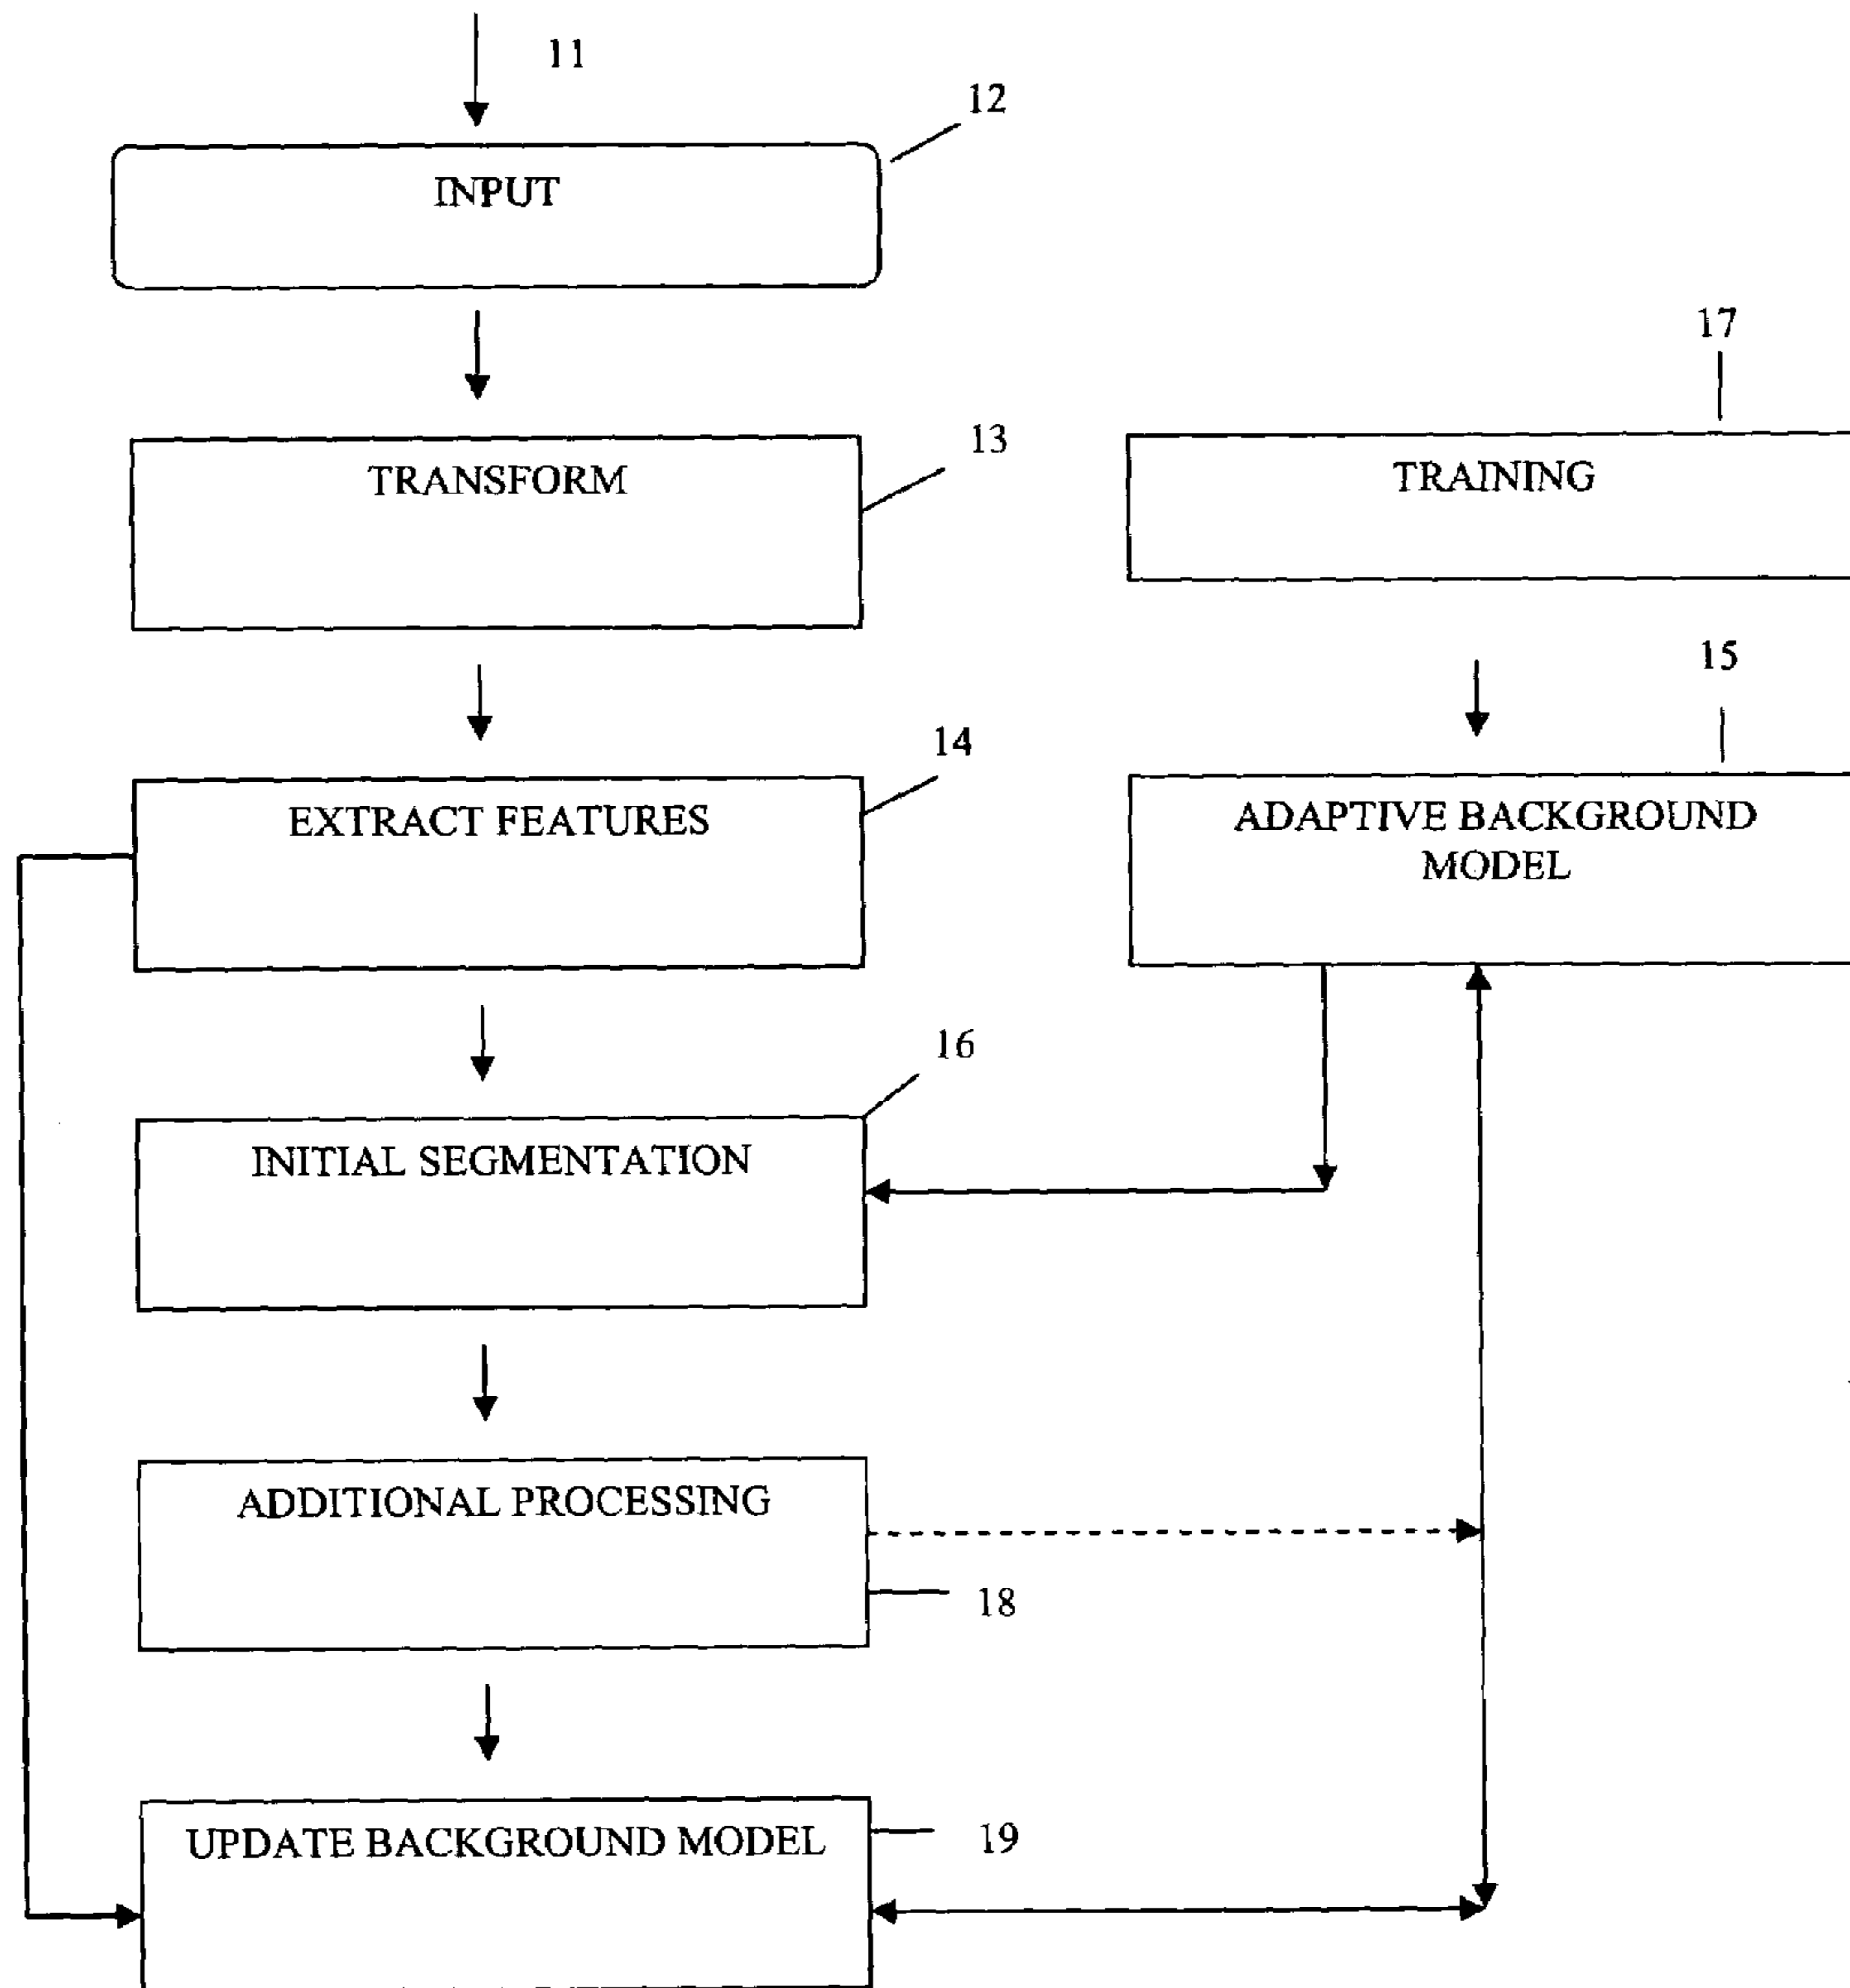 11
12
INPUT
17
13
TRANSFORM
TRAINING
15
14
EXTRACT FEATURES
ADAPTIVE BACKGROUND
MODEL
16
INITIAL SEGMENTATION
ADDITIONAL PROCESSING
18
UPDATE BACKGROUND MODEL
19